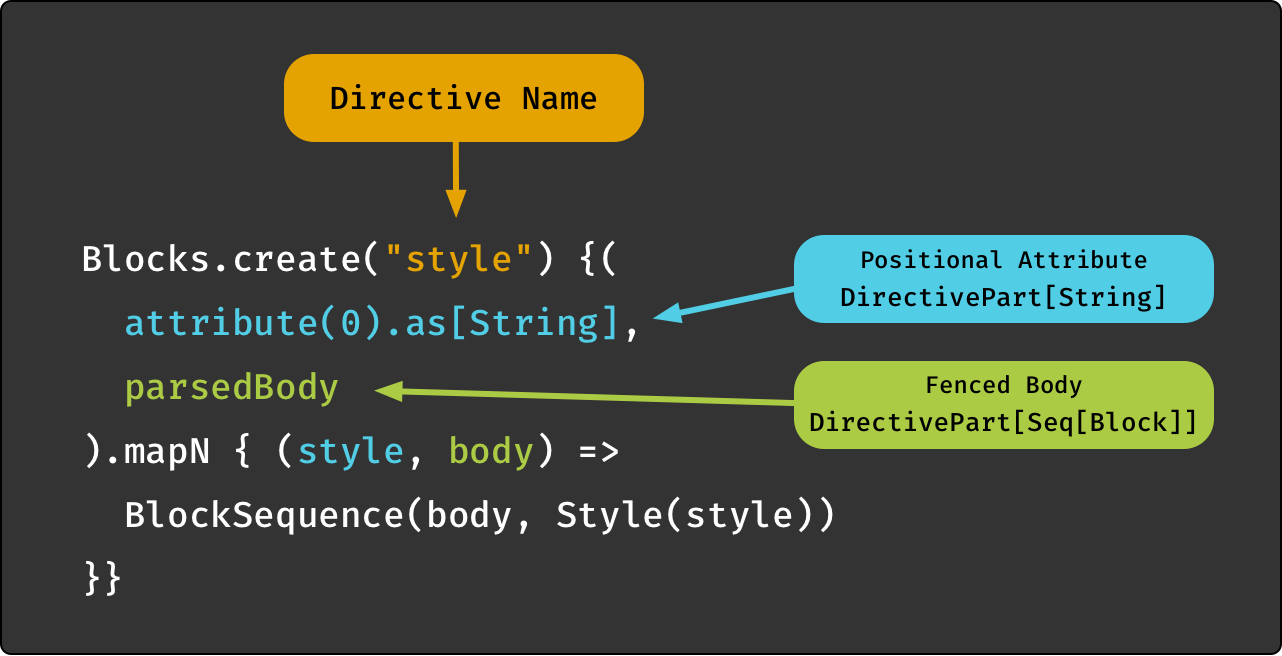 Directive Name
Blocks.create("style") {(
Positional Attribute
DirectivePart[String]
attribute(0).as[String],
parsedBody
Fenced Body
DirectivePart[Seq[Block]]
).mapN { (style, body) =>
BlockSequence(body, Style(style))
}}